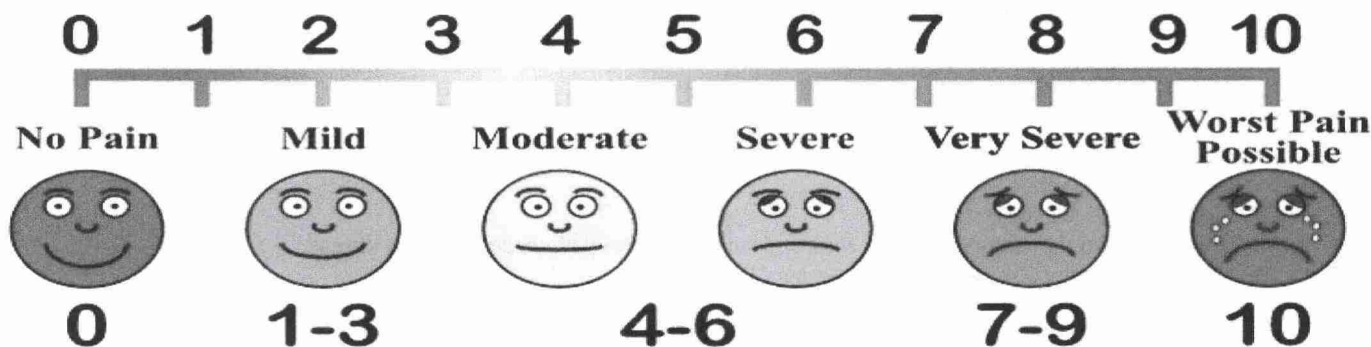 0 1 2 3 4 5 6 7 8 9 10
No Pain Mild Moderate Severe Very Severe Worst Pain
Possible
0 1-3 4-6 7-9 10